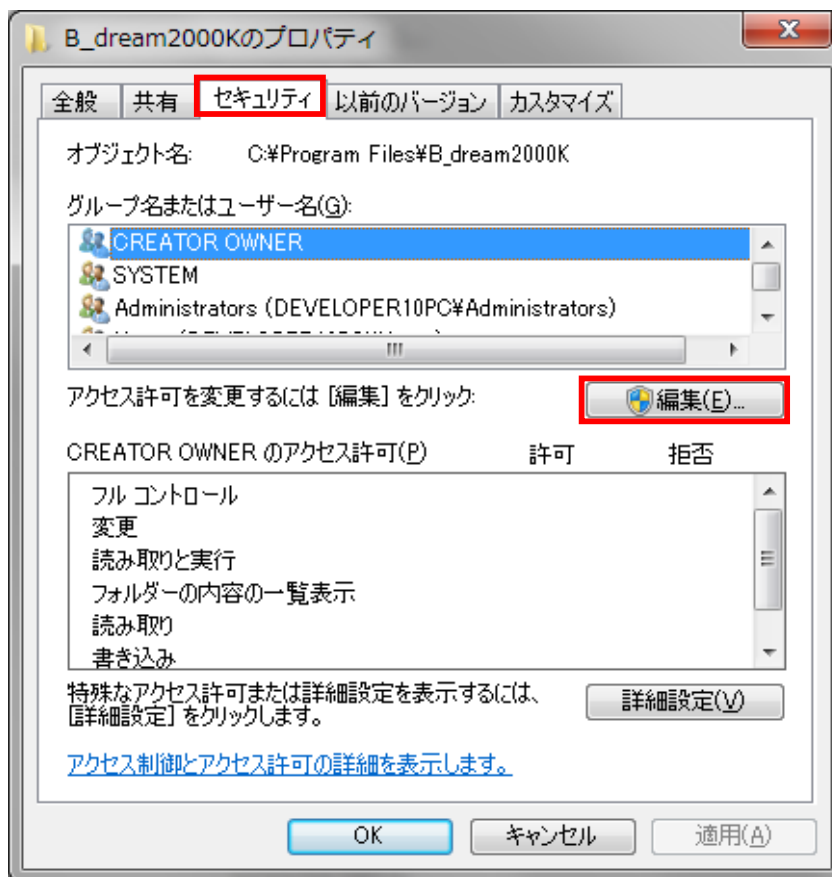 B_dream2000Kのプロパティ
全般 共有 セキュリティ 以前のバージョン カスタマイズ
オブジェクト名: C:¥Program Files¥B_dream2000K
グループ名またはユーザー名(G):
CREATOR OWNER
SYSTEM
Administrators (DEVELOPER10PC¥Administrators)
アクセス許可を変更するには [編集] をクリック:
編集(E)...
CREATOR OWNER のアクセス許可(P) 許可 拒否
フル コントロール
変更
読み取りと実行
フォルダーの内容の一覧表示
読み取り
書き込み
特殊なアクセス許可または詳細設定を表示するには、
[詳細設定] をクリックします。
詳細設定(V)
アクセス制御とアクセス許可の詳細を表示します。
OK キャンセル 適用(A)